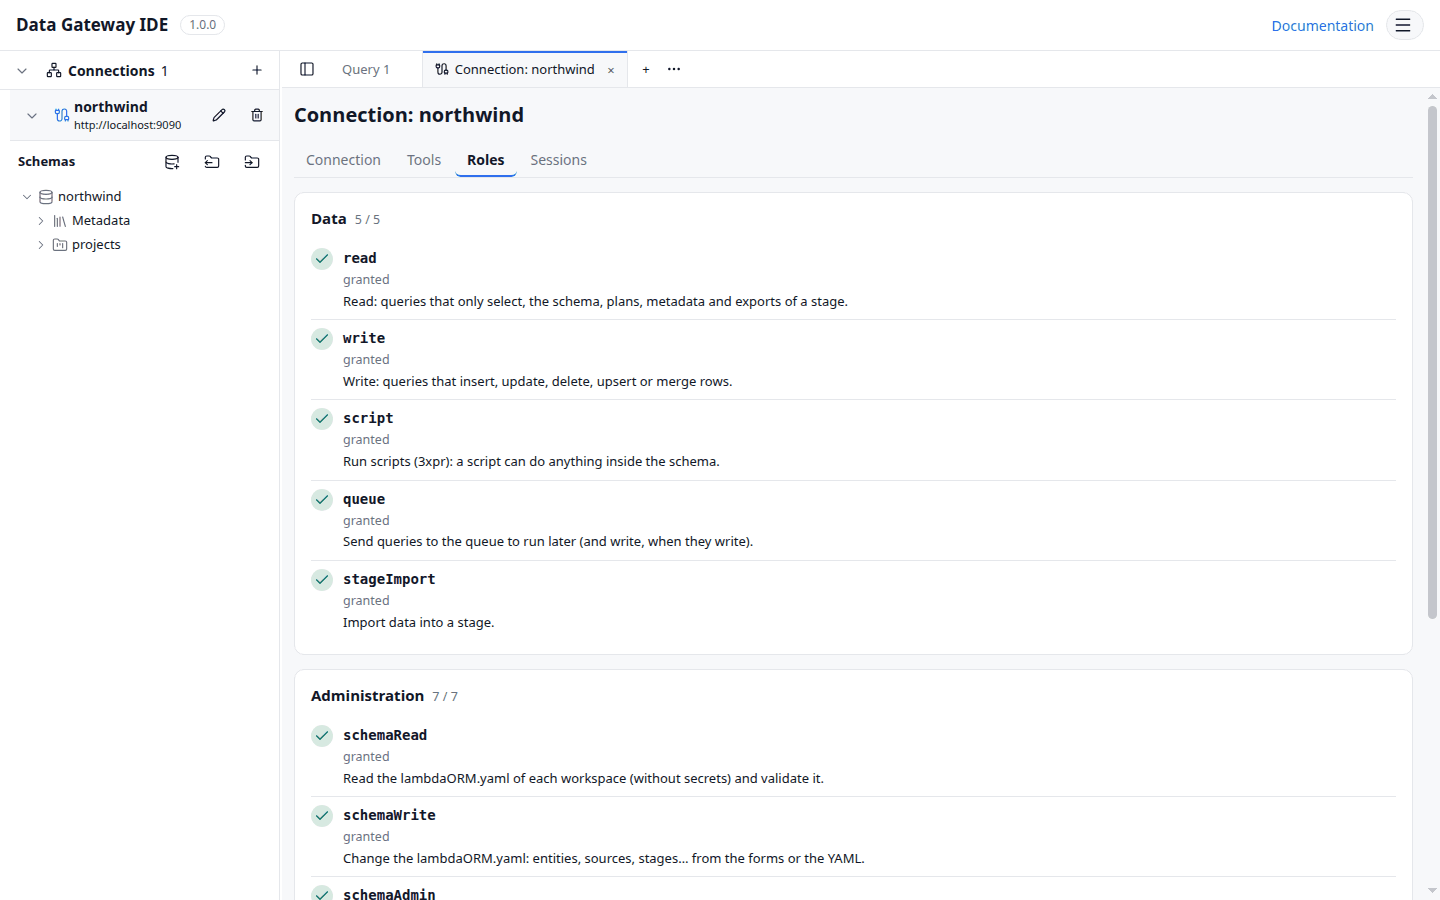 Data Gateway IDE 1.0.0
Documentation
Connections 1
northwind
http://localhost:9090
Schemas
northwind
Metadata
projects
Query 1
Connection: northwind ×
Connection: northwind
Connection Tools Roles Sessions
Data 5 / 5
read
granted
Read: queries that only select, the schema, plans, metadata and exports of a stage.
write
granted
Write: queries that insert, update, delete, upsert or merge rows.
script
granted
Run scripts (3xpr): a script can do anything inside the schema.
queue
granted
Send queries to the queue to run later (and write, when they write).
stageImport
granted
Import data into a stage.
Administration 7 / 7
schemaRead
granted
Read the lambdaORM.yaml of each workspace (without secrets) and validate it.
schemaWrite
granted
Change the lambdaORM.yaml: entities, sources, stages... from the forms or the YAML.
schemaAdmin